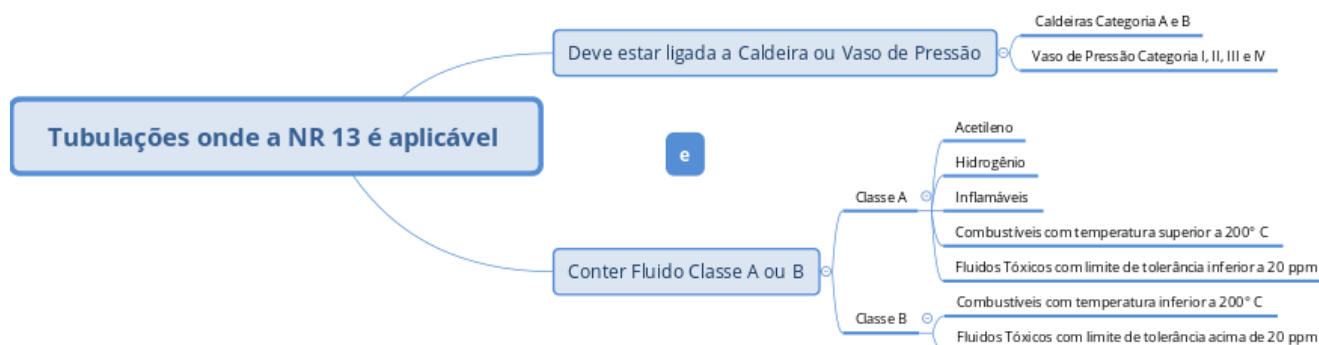 Tubulações onde a NR 13 é aplicável
Deve estar ligada a Caldeira ou Vaso de Pressão
Caldeiras Categoria A e B
Vaso de Pressão Categoria I, II, III e IV
e
Conter Fluido Classe A ou B
Classe A
Acetileno
Hidrogênio
Inflamáveis
Combustíveis com temperatura superior a 200° C
Fluidos Tóxicos com limite de tolerância inferior a 20 ppm
Classe B
Combustíveis com temperatura inferior a 200° C
Fluidos Tóxicos com limite de tolerância acima de 20 ppm